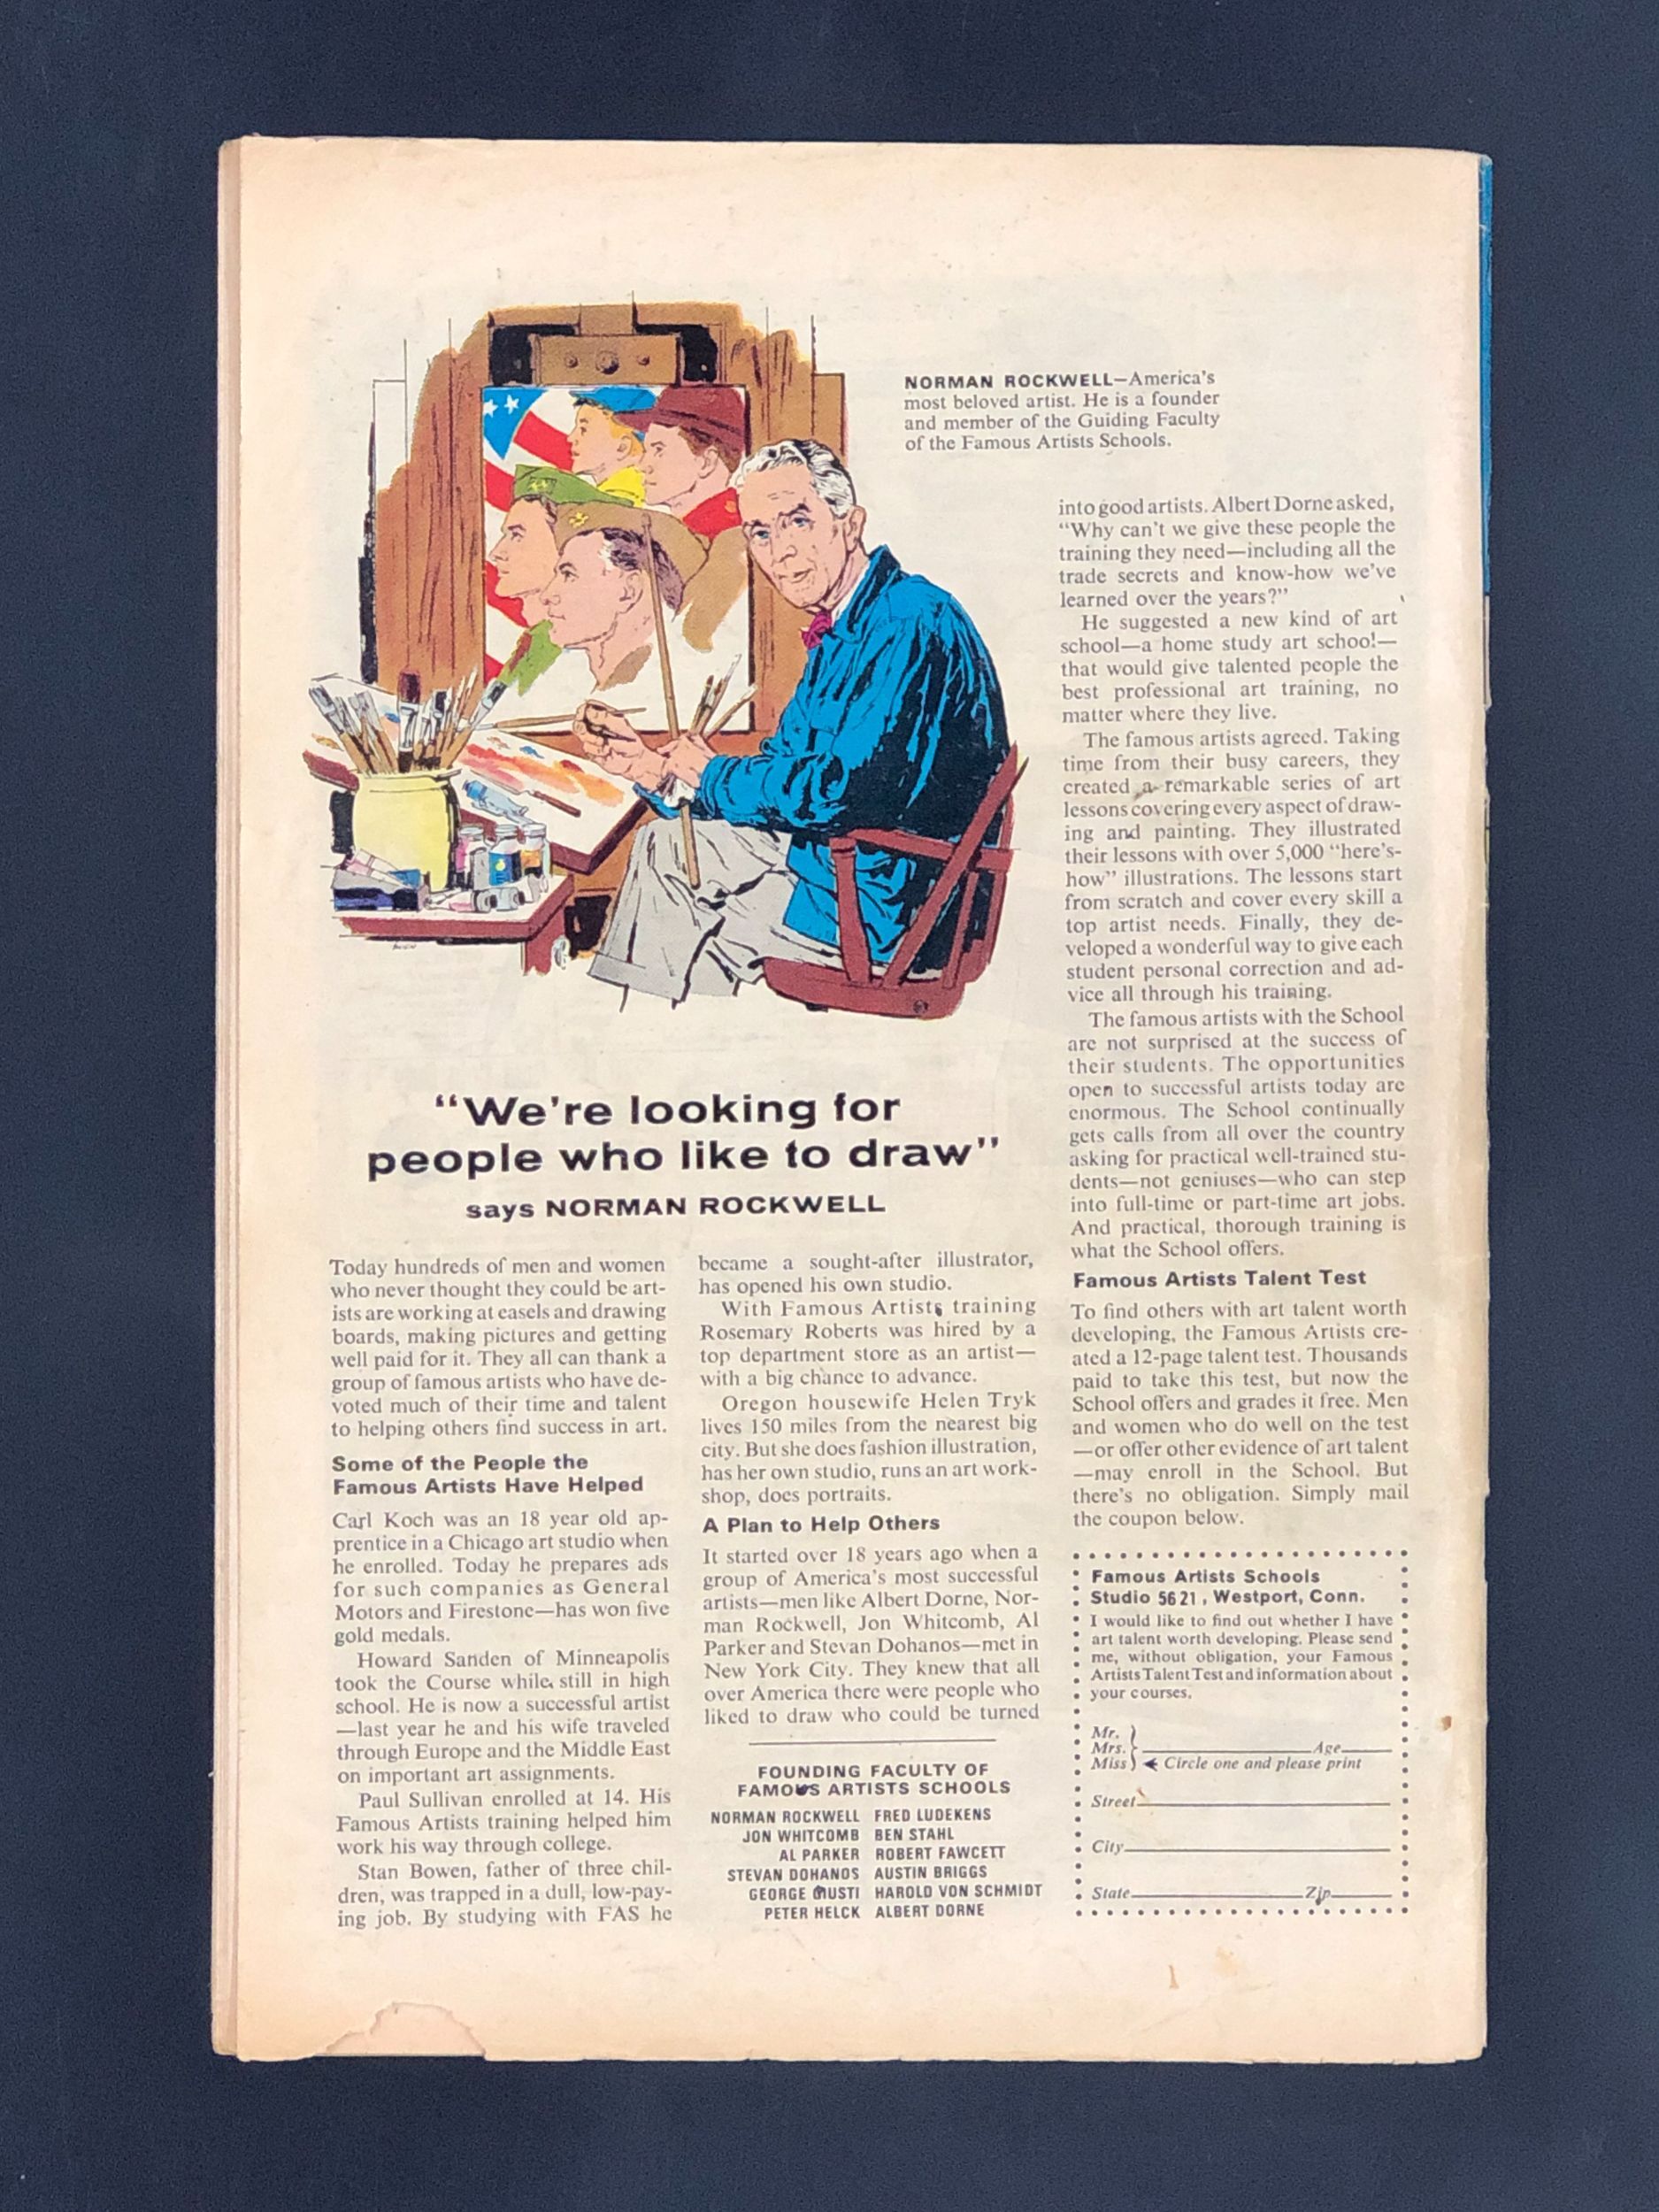 NORMAN ROCKWELL—America's
most beloved artist. He is a founder
and member of the Guiding Faculty
of the Famous Artists Schools.
"We're looking for
people who like to draw"
says NORMAN ROCKWELL
Today hundreds of men and women
who never thought they could be art-
ists are working at easels and drawing
boards, making pictures and getting
well paid for it. They all can thank a
group of famous artists who have de-
voted much of their time and talent
to helping others find success in art.
Some of the People the
Famous Artists Have Helped
Carl Koch was an 18 year old ap-
prentice in a Chicago art studio when
he enrolled. Today he prepares ads
for such companies as General
Motors and Firestone—has won five
gold medals.
Howard Sanden of Minneapolis
took the Course while still in high
school. He is now a successful artist
—last year he and his wife traveled
through Europe and the Middle East
on important art assignments.
Paul Sullivan enrolled at 14. His
Famous Artists training helped him
work his way through college.
Stan Bowen, father of three chil-
dren, was trapped in a dull, low-pay-
ing job. By studying with FAS he
became a sought-after illustrator,
has opened his own studio.
With Famous Artists training
Rosemary Roberts was hired by a
top department store as an artist—
with a big chance to advance.
Oregon housewife Helen Tryk
lives 150 miles from the nearest big
city. But she does fashion illustration,
has her own studio, runs an art work-
shop, does portraits.
A Plan to Help Others
It started over 18 years ago when a
group of America's most successful
artists—men like Albert Dorne, Nor-
man Rockwell, Jon Whitcomb, Al
Parker and Stevan Dohanos—met in
New York City. They knew that all
over America there were people who
liked to draw who could be turned
FOUNDING FACULTY OF
FAMOUS ARTISTS SCHOOLS
NORMAN ROCKWELL FRED LUDEKENS
JON WHITCOMB BEN STAHL
AL PARKER ROBERT FAWCETT
STEVAN DOHANOS AUSTIN BRIGGS
GEORGE GIUSTI HAROLD VON SCHMIDT
PETER HELCK ALBERT DORNE
into good artists. Albert Dorne asked,
"Why can't we give these people the
training they need—including all the
trade secrets and know-how we've
learned over the years?"
He suggested a new kind of art
school—a home study art school—
that would give talented people the
best professional art training, no
matter where they live.
The famous artists agreed. Taking
time from their busy careers, they
created a remarkable series of art
lessons covering every aspect of draw-
ing and painting. They illustrated
their lessons with over 5,000 "here's-
how" illustrations. The lessons start
from scratch and cover every skill a
top artist needs. Finally, they de-
veloped a wonderful way to give each
student personal correction and ad-
vice all through his training.
The famous artists with the School
are not surprised at the success of
their students. The opportunities
open to successful artists today are
enormous. The School continually
gets calls from all over the country
asking for practical well-trained stu-
dents—not geniuses—who can step
into full-time or part-time art jobs.
And practical, thorough training is
what the School offers.
Famous Artists Talent Test
To find others with art talent worth
developing, the Famous Artists cre-
ated a 12-page talent test. Thousands
paid to take this test, but now the
School offers and grades it free. Men
and women who do well on the test
—or offer other evidence of art talent
—may enroll in the School. But
there's no obligation. Simply mail
the coupon below.
Famous Artists Schools
Studio 5621, Westport, Conn.
I would like to find out whether I have
art talent worth developing. Please send
me, without obligation, your Famous
Artists Talent Test and information about
your courses.
Mr.
Mrs. Age
Miss Circle one and please print
Street
City
State Zip